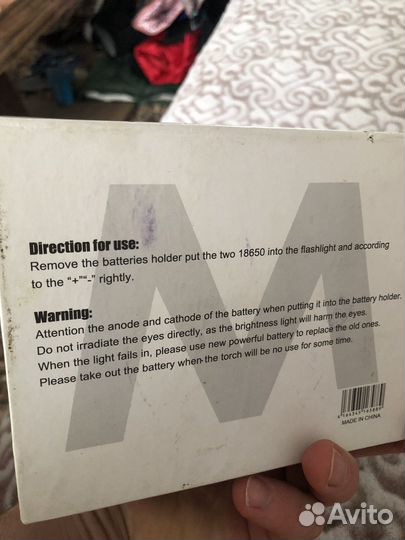 M
Direction for use:
Remove the batteries holder put the two 18650 into the flashlight and according
to the "+""-" rightly.
Warning:
Attention the anode and cathode of the battery when putting it into the battery holder.
Do not irradiate the eyes directly, as the brightness light will harm the eyes.
When the light fails in, please use new powerful battery to replace the old ones.
Please take out the battery when the torch will be no use for some time.
MADE IN CHINA
Avito